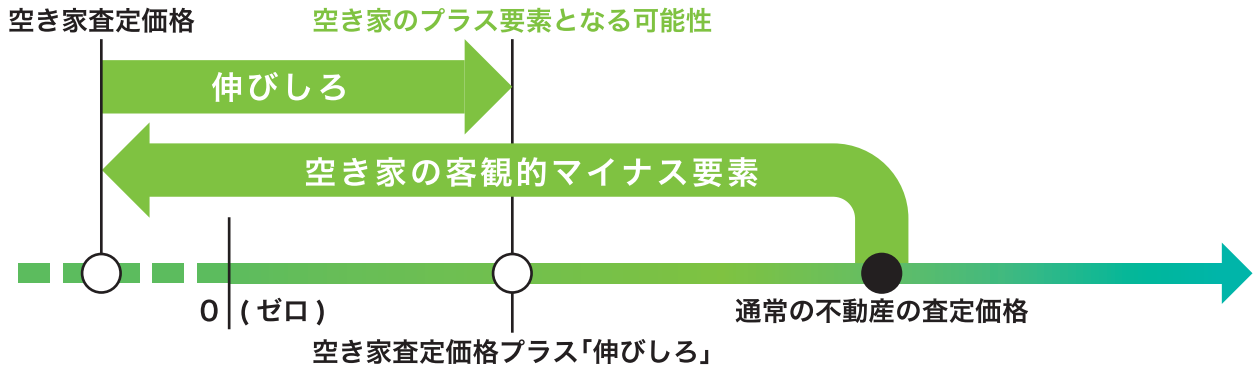 空き家査定価格
空き家のプラス要素となる可能性
伸びしろ
空き家の客観的マイナス要素
0 (ゼロ)
通常の不動産の査定価格
空き家査定価格プラス｢伸びしろ｣